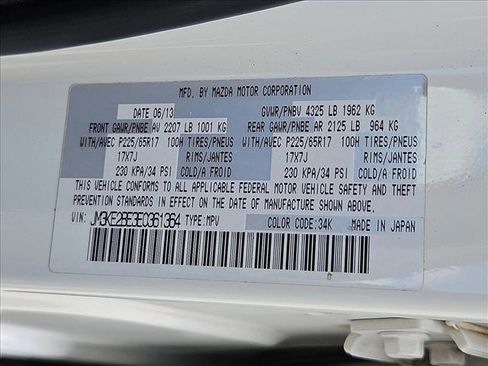 MFD. BY MAZDA MOTOR CORPORATION
DATE 06/13 GVWR/PNBV 4325 LB 1962 KG
FRONT GAWR/PNBE AV 2207 LB 1001 KG REAR GAWR/PNBE AR 2125 LB 964 KG
WITH/AVEC P225/65R17 100H TIRES/PNEUS WITH/AVEC P225/65R17 100H TIRES/PNEUS
17X7J RIMS/JANTES 17X7J RIMS/JANTES
230 KPA/34 PSI COLD/A FROID 230 KPA/34 PSI COLD/A FROID
THIS VEHICLE CONFORMS TO ALL APPLICABLE FEDERAL MOTOR VEHICLE SAFETY AND THEFT
PREVENTION STANDARDS IN EFFECT ON THE DATE OF MANUFACTURE SHOWN ABOVE.
VIN: JM3KE2BE3E0361364 TYPE: MPV COLOR CODE: 34K MADE IN JAPAN